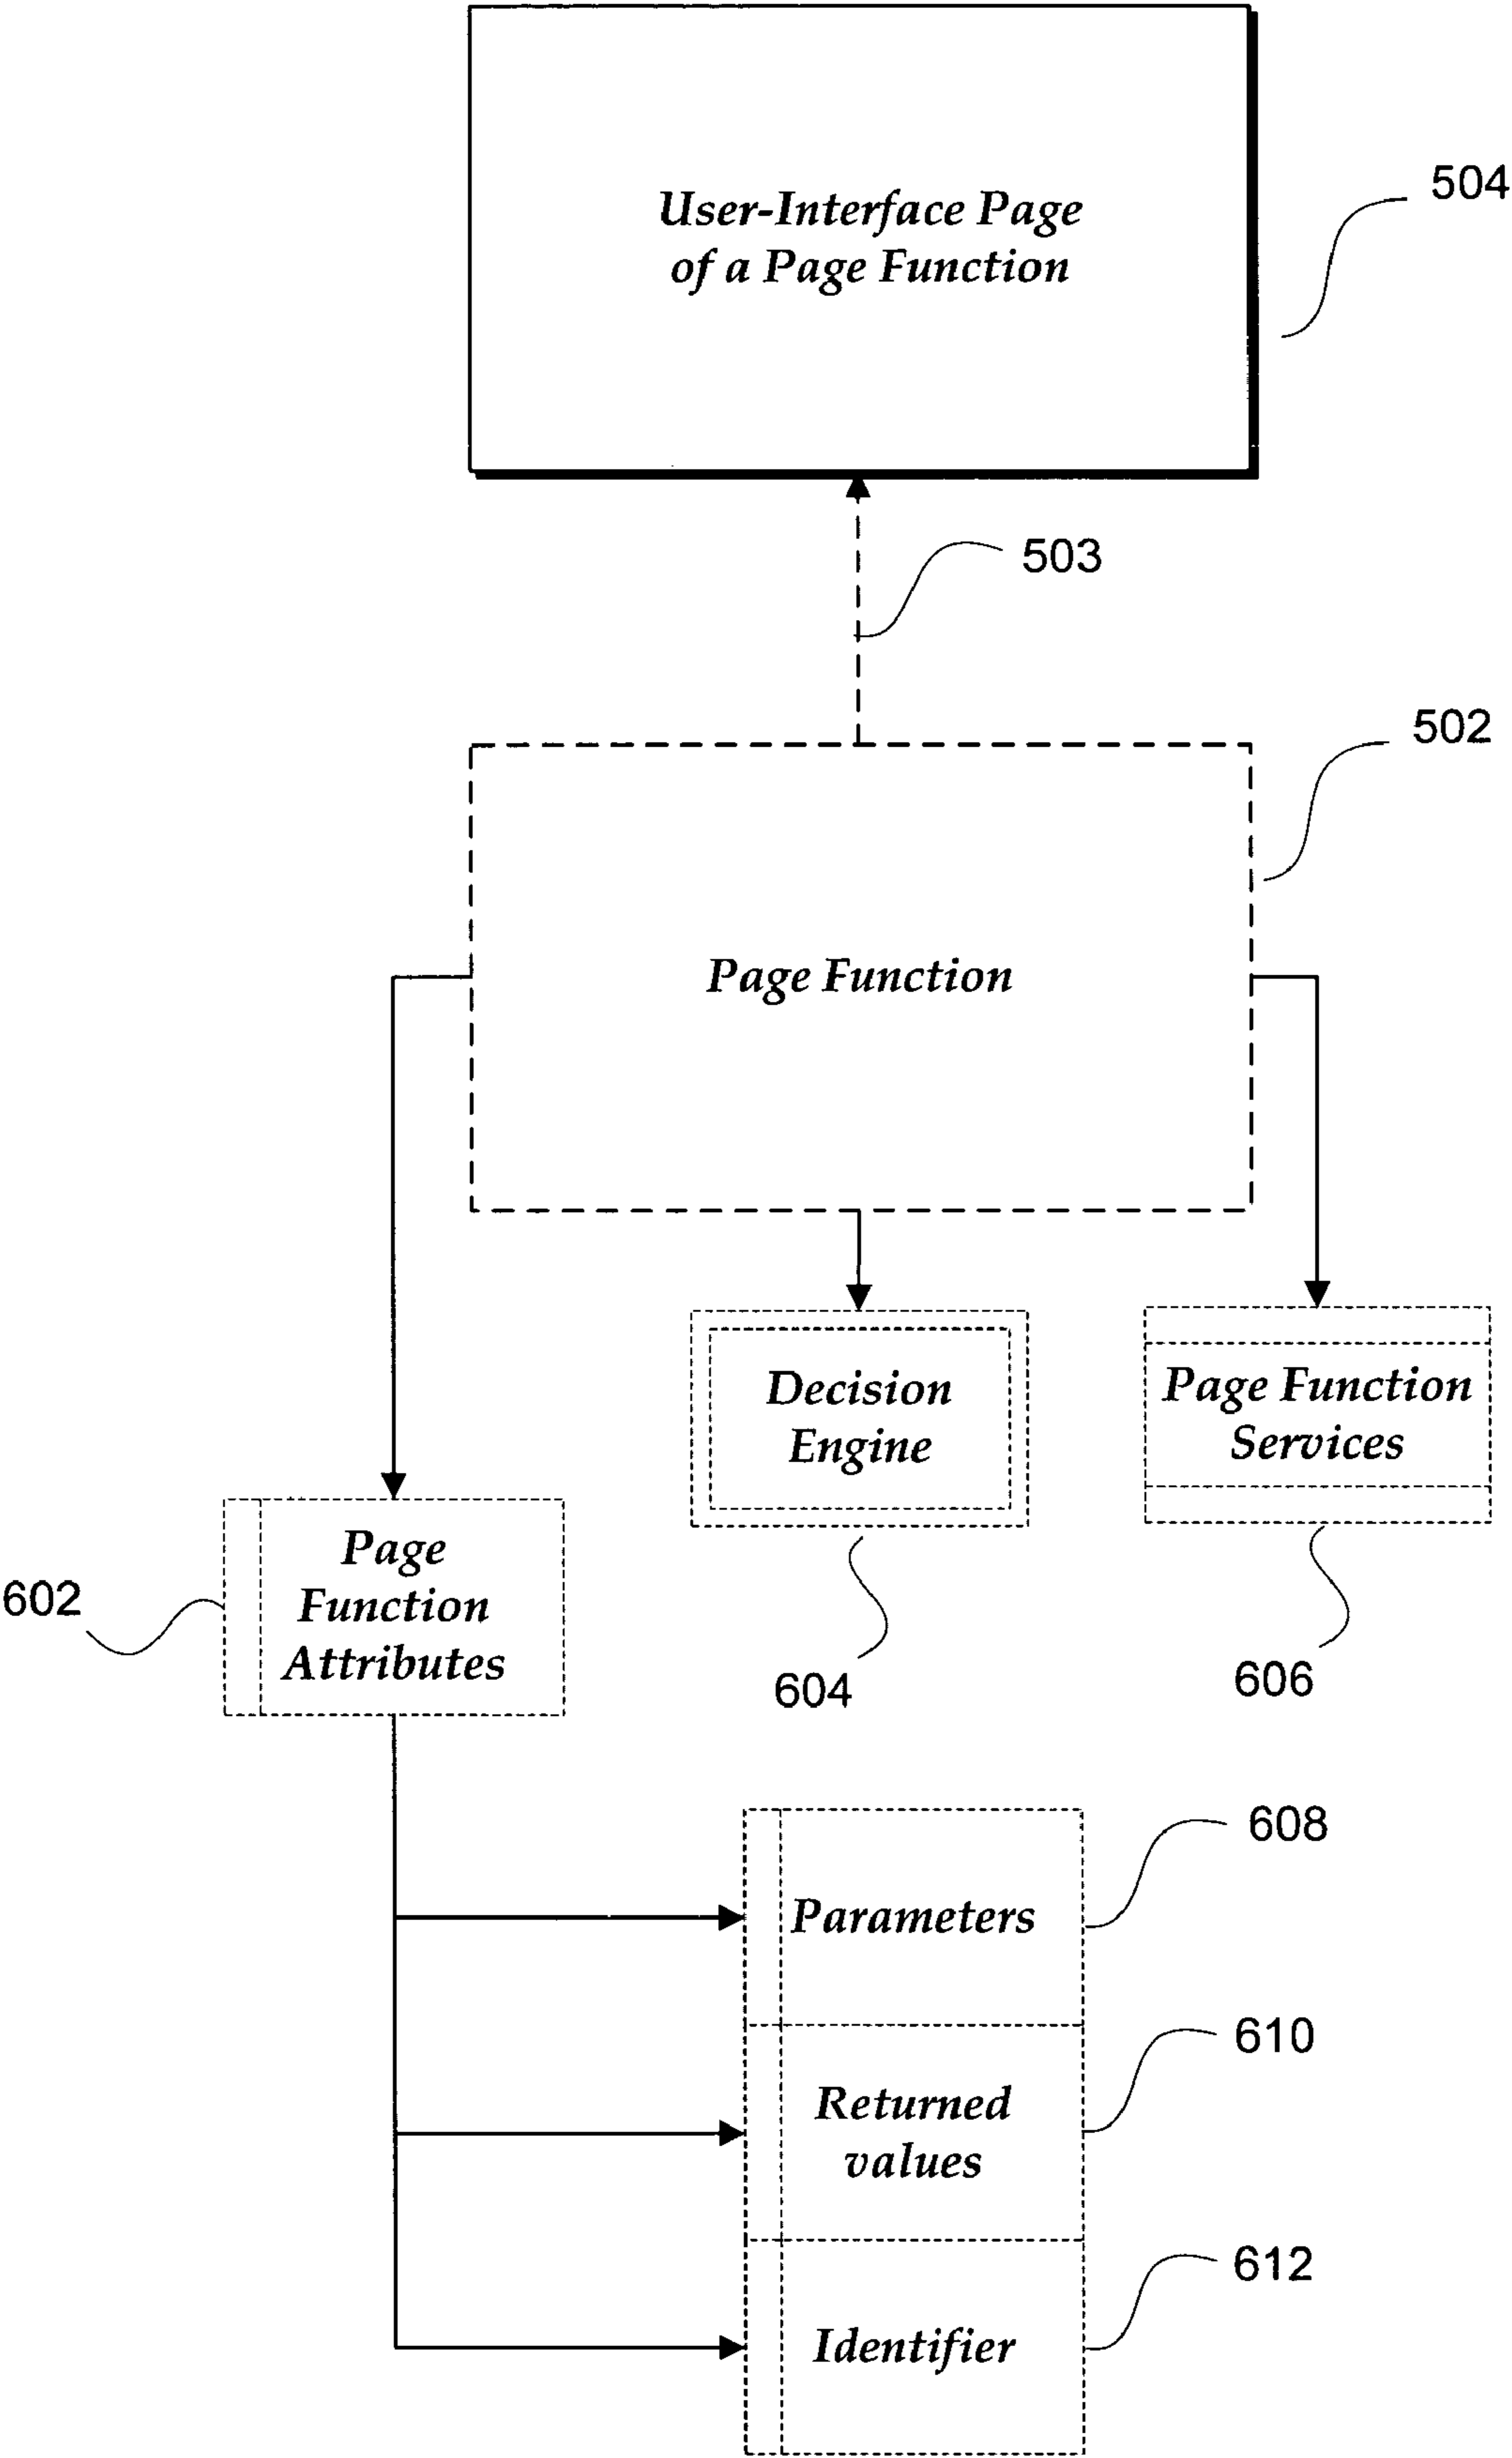 User-Interface Page
of a Page Function
504
503
502
Page Function
Decision
Engine
Page Function
Services
Page
Function
Attributes
602
604
606
Parameters
608
Returned
values
610
Identifier
612